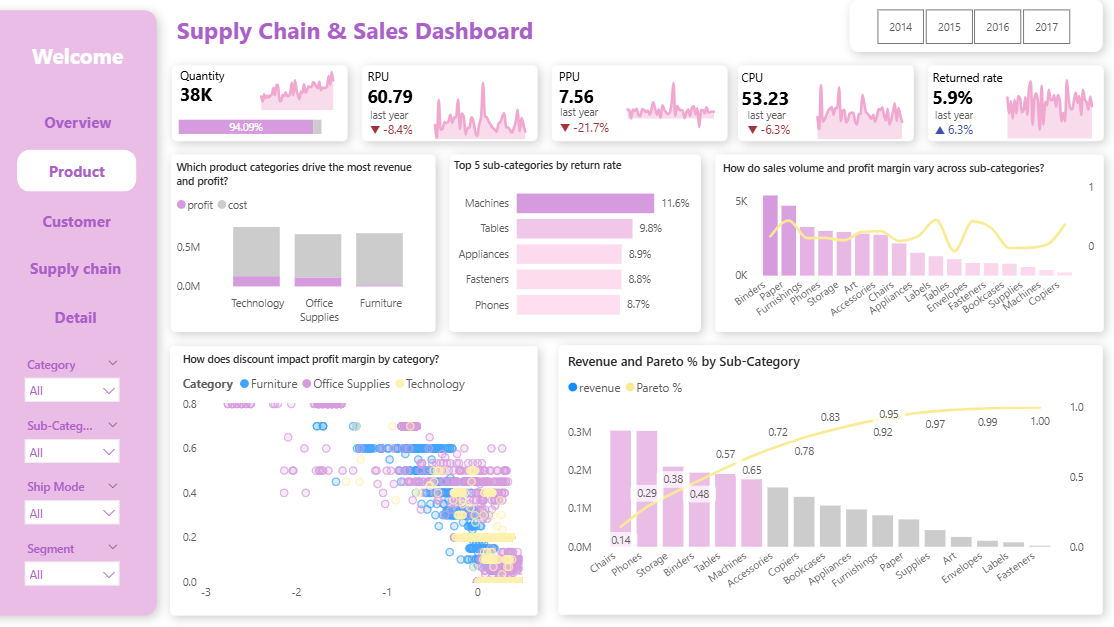 Welcome
Overview
Product
Customer
Supply chain
Detail
Category
All
Sub-Categ...
All
Ship Mode
All
Segment
All
Supply Chain & Sales Dashboard
2014 2015 2016 2017
Quantity
38K
94.09%
RPU
60.79
last year
▼ -8.4%
PPU
7.56
last year
▼ -21.7%
CPU
53.23
last year
▼ -6.3%
Returned rate
5.9%
last year
▲ 6.3%
Which product categories drive the most revenue
and profit?
profit cost
0.5M
0.0M
Technology Office Furniture
Supplies
Top 5 sub-categories by return rate
Machines 11.6%
Tables 9.8%
Appliances 8.9%
Fasteners 8.8%
Phones 8.7%
How do sales volume and profit margin vary across sub-categories?
5K 1
0K 0
Binders Paper Furnishings Phones Storage Art Accessories Chairs Appliances Labels Tables Envelopes Fasteners Bookcases Supplies Machines Copiers
How does discount impact profit margin by category?
Category Furniture Office Supplies Technology
0.8
0.6
0.4
0.2
0.0
-3 -2 -1 0
Revenue and Pareto % by Sub-Category
revenue Pareto %
0.3M
0.2M
0.1M
0.0M
0.14 0.29 0.38 0.48 0.57 0.65 0.72 0.78 0.83 0.92 0.95 0.97 0.99 1.00
1.0
0.5
0.0
Chairs Phones Storage Binders Tables Machines Accessories Copiers Bookcases Appliances Furnishings Paper Supplies Art Envelopes Labels Fasteners